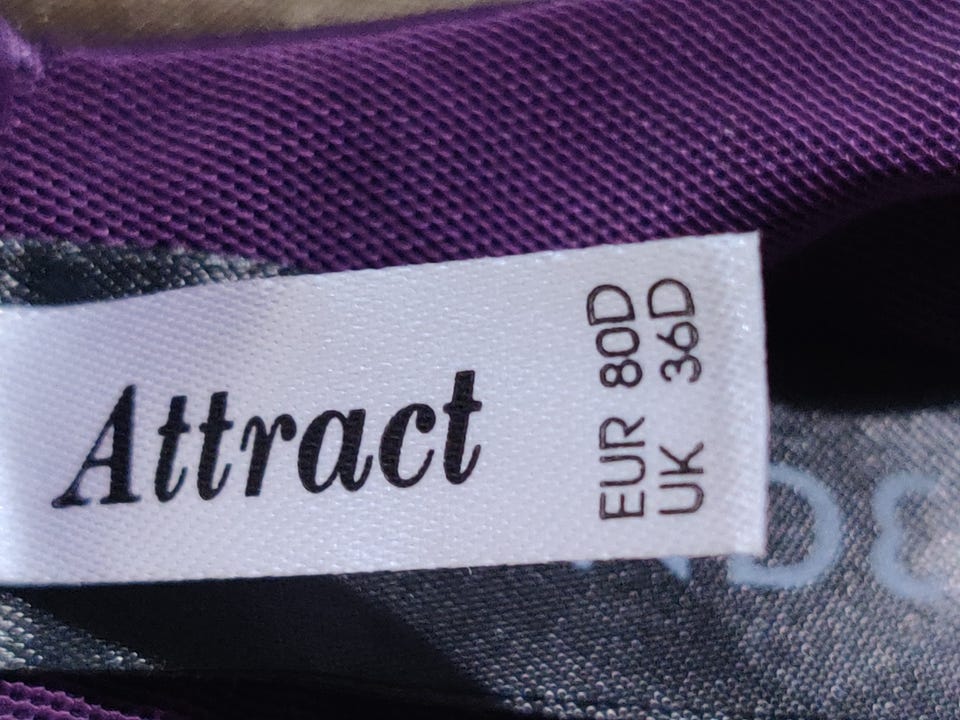 Attract
EUR 80D
UK 36D